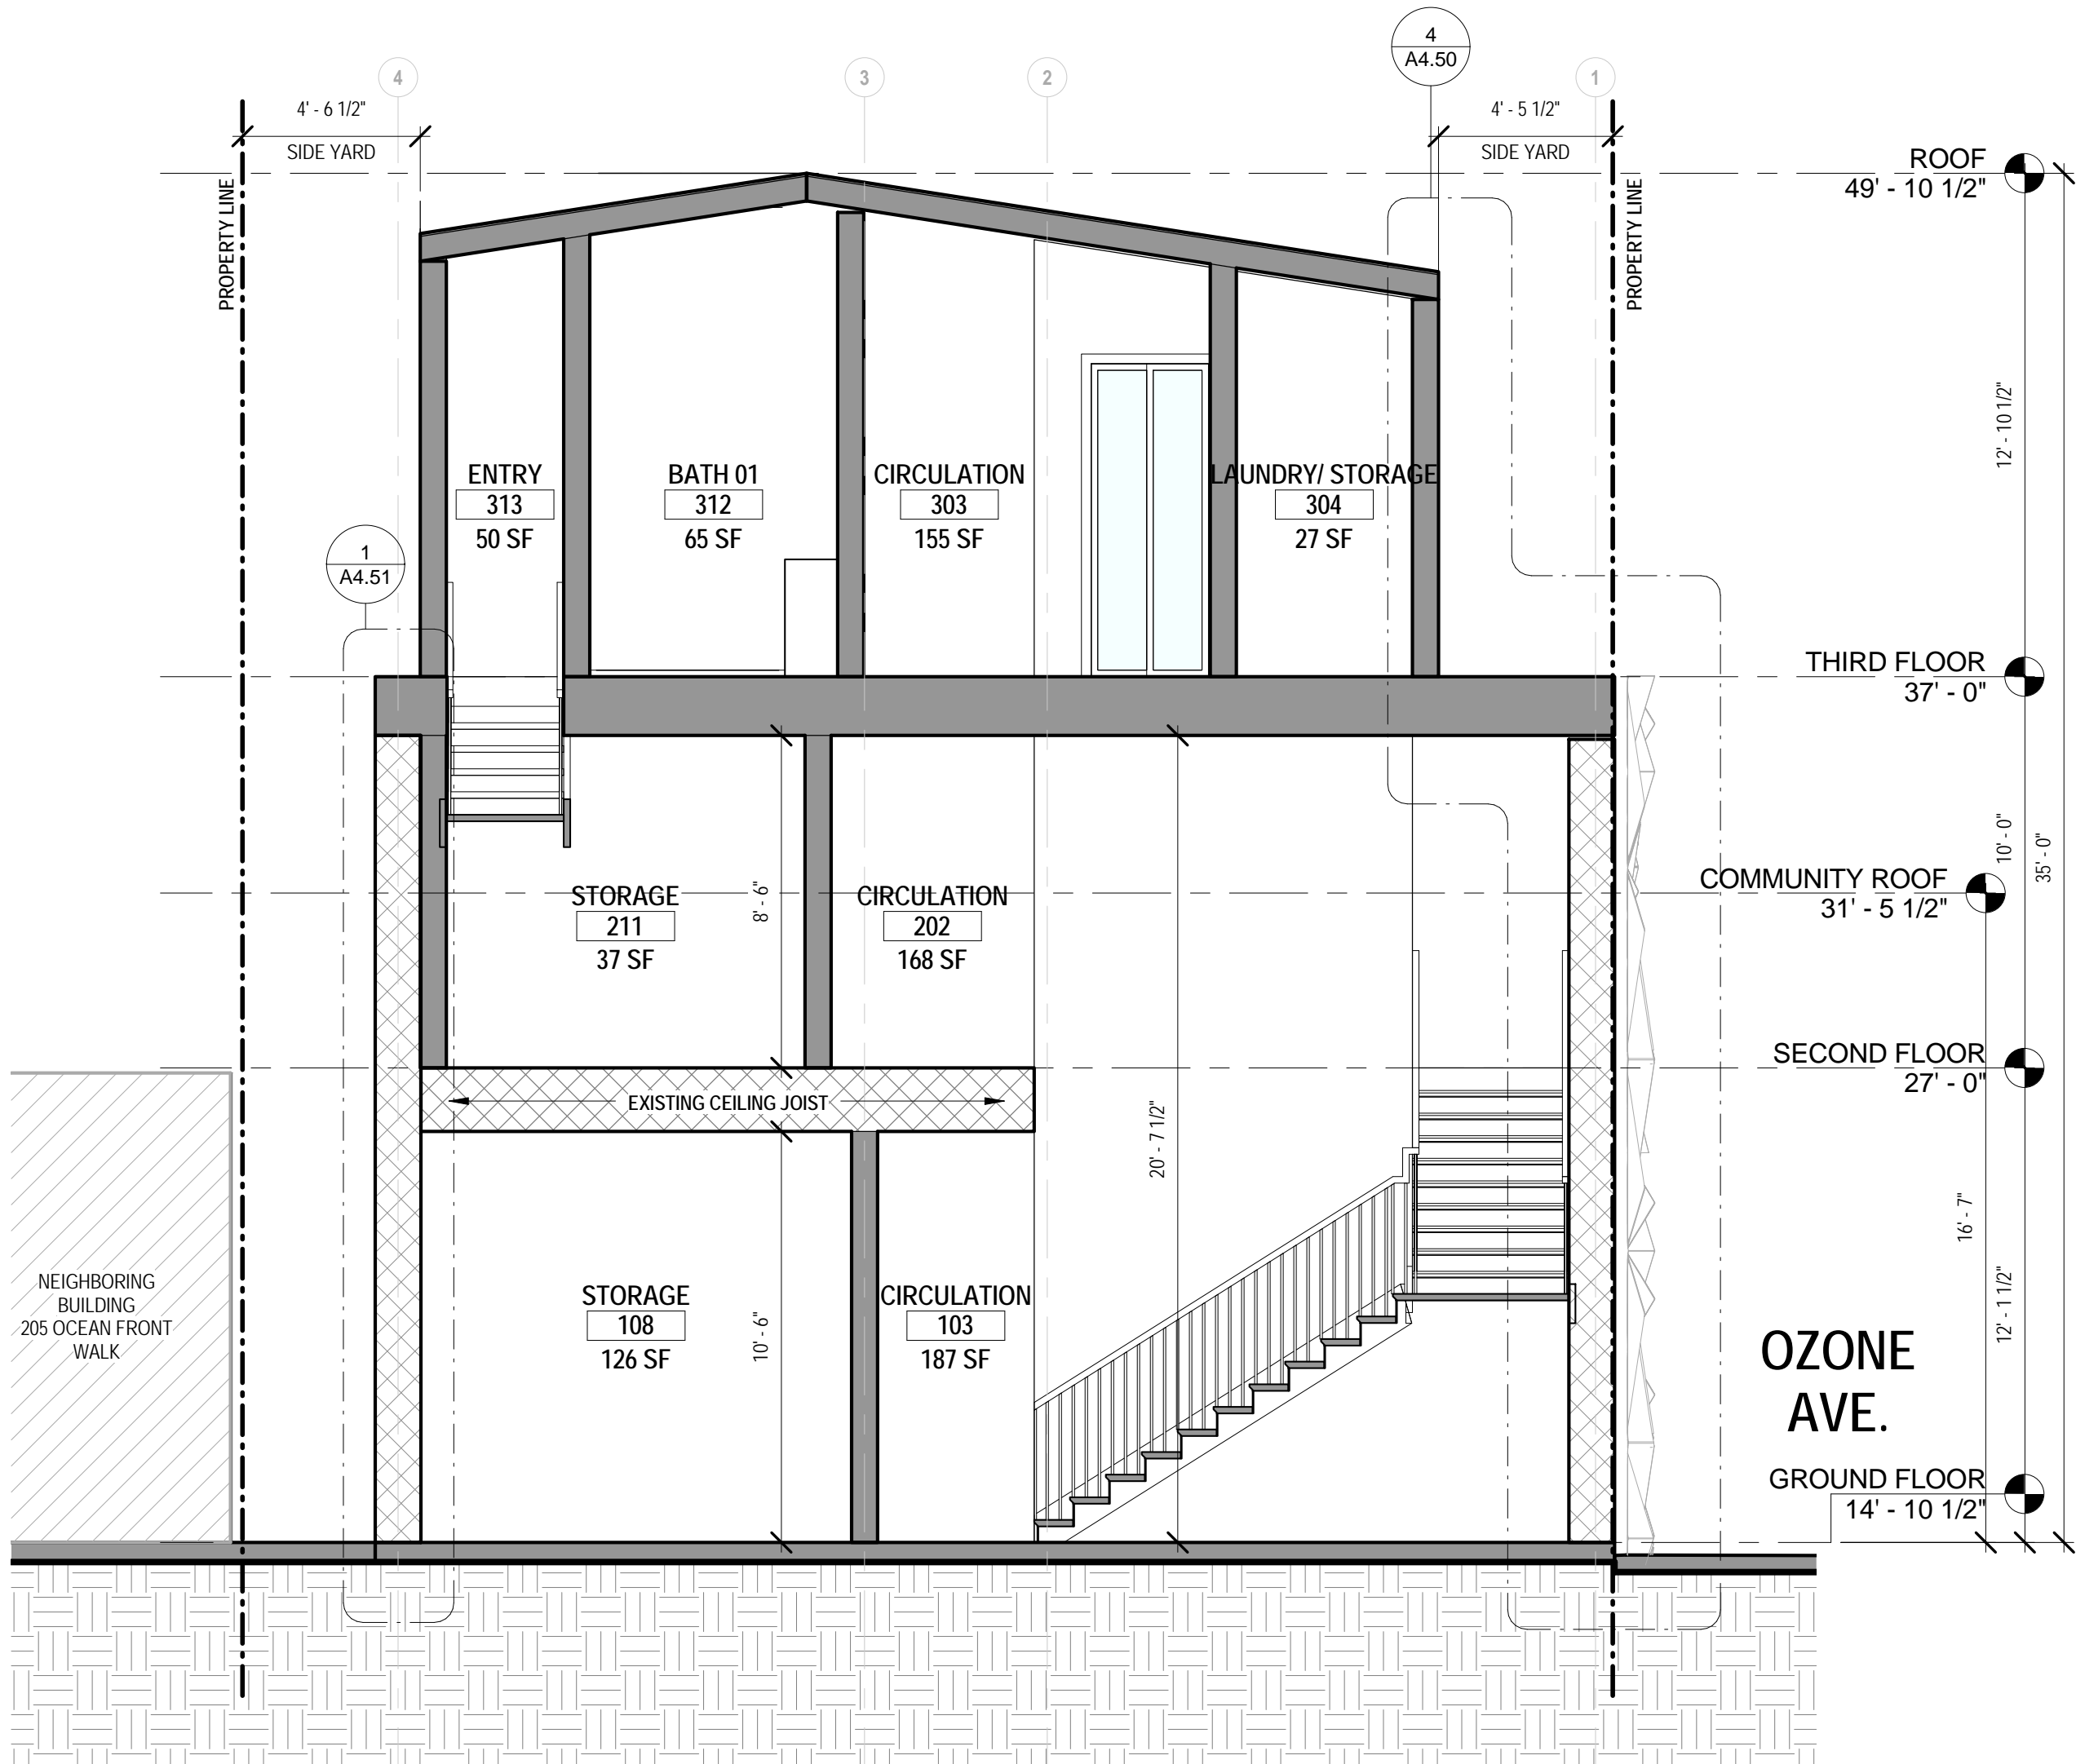 4
A4.50
4
3
2
1
4' - 6 1/2"
SIDE YARD
4' - 5 1/2"
SIDE YARD
PROPERTY LINE
PROPERTY LINE
ROOF
49' - 10 1/2"
12' - 10 1/2"
ENTRY
313
50 SF
BATH 01
312
65 SF
CIRCULATION
303
155 SF
LAUNDRY/ STORAGE
304
27 SF
1
A4.51
THIRD FLOOR
37' - 0"
10' - 0"
35' - 0"
COMMUNITY ROOF
31' - 5 1/2"
STORAGE
211
37 SF
8' - 6"
CIRCULATION
202
168 SF
SECOND FLOOR
27' - 0"
EXISTING CEILING JOIST
20' - 7 1/2"
16' - 7"
12' - 1 1/2"
NEIGHBORING
BUILDING
205 OCEAN FRONT
WALK
STORAGE
108
126 SF
10' - 6"
CIRCULATION
103
187 SF
OZONE
AVE.
GROUND FLOOR
14' - 10 1/2"